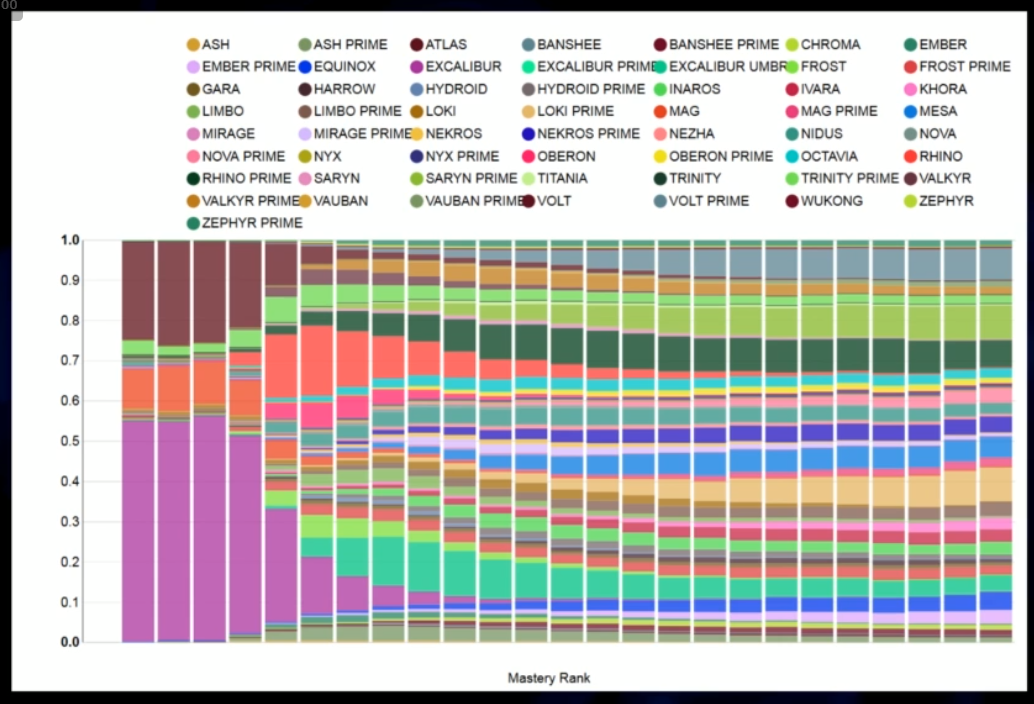 00
ASH ASH PRIME ATLAS BANSHEE BANSHEE PRIME CHROMA EMBER
EMBER PRIME EQUINOX EXCALIBUR EXCALIBUR PRIME EXCALIBUR UMBR FROST FROST PRIME
GARA HARROW HYDROID HYDROID PRIME INAROS IVARA KHORA
LIMBO LIMBO PRIME LOKI LOKI PRIME MAG MAG PRIME MESA
MIRAGE MIRAGE PRIME NEKROS NEKROS PRIME NEZHA NIDUS NOVA
NOVA PRIME NYX NYX PRIME OBERON OBERON PRIME OCTAVIA RHINO
RHINO PRIME SARYN SARYN PRIME TITANIA TRINITY TRINITY PRIME VALKYR
VALKYR PRIME VAUBAN VAUBAN PRIME VOLT VOLT PRIME WUKONG ZEPHYR
ZEPHYR PRIME
1.0
0.9
0.8
0.7
0.6
0.5
0.4
0.3
0.2
0.1
0.0
Mastery Rank